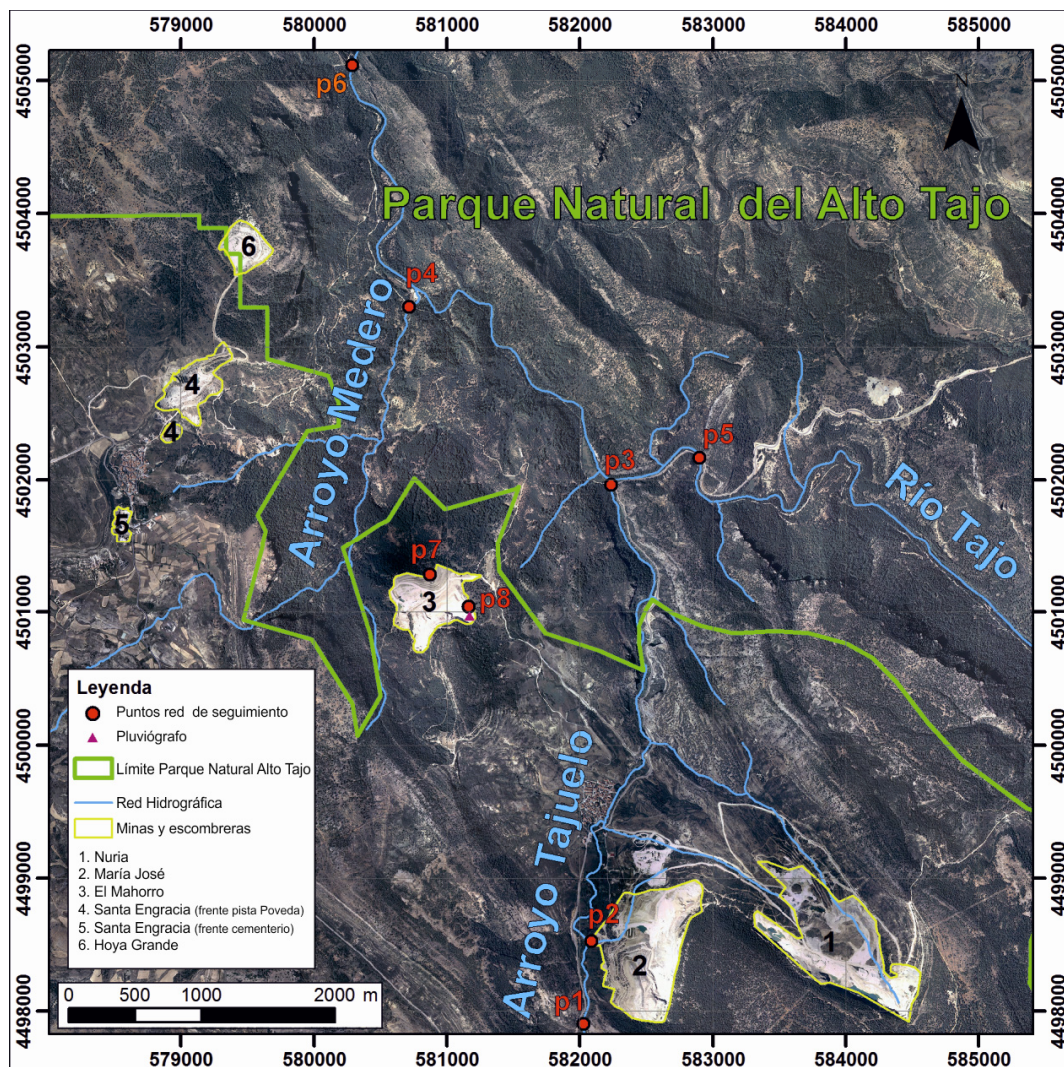 579000 580000 581000 582000 583000 584000 585000
4505000
4505000
p6
N
4504000
Parque Natural del Alto Tajo
4504000
6
p4
Arroyo Medero
4503000
4503000
4
4
p5
4502000
p3
4502000
5
Río Tajo
p7
3
p8
4501000
4501000
Leyenda
Puntos red de seguimiento
Pluviógrafo
Límite Parque Natural Alto Tajo
Red Hidrográfica
Minas y escombreras
1. Nuria
2. María José
3. El Mahorro
4. Santa Engracia (frente pista Poveda)
5. Santa Engracia (frente cementerio)
6. Hoya Grande
0 500 1000 2000 m
4500000
Arroyo Tajuelo
4500000
4499000
4499000
p2
1
2
p1
4498000
4498000
579000 580000 581000 582000 583000 584000 585000